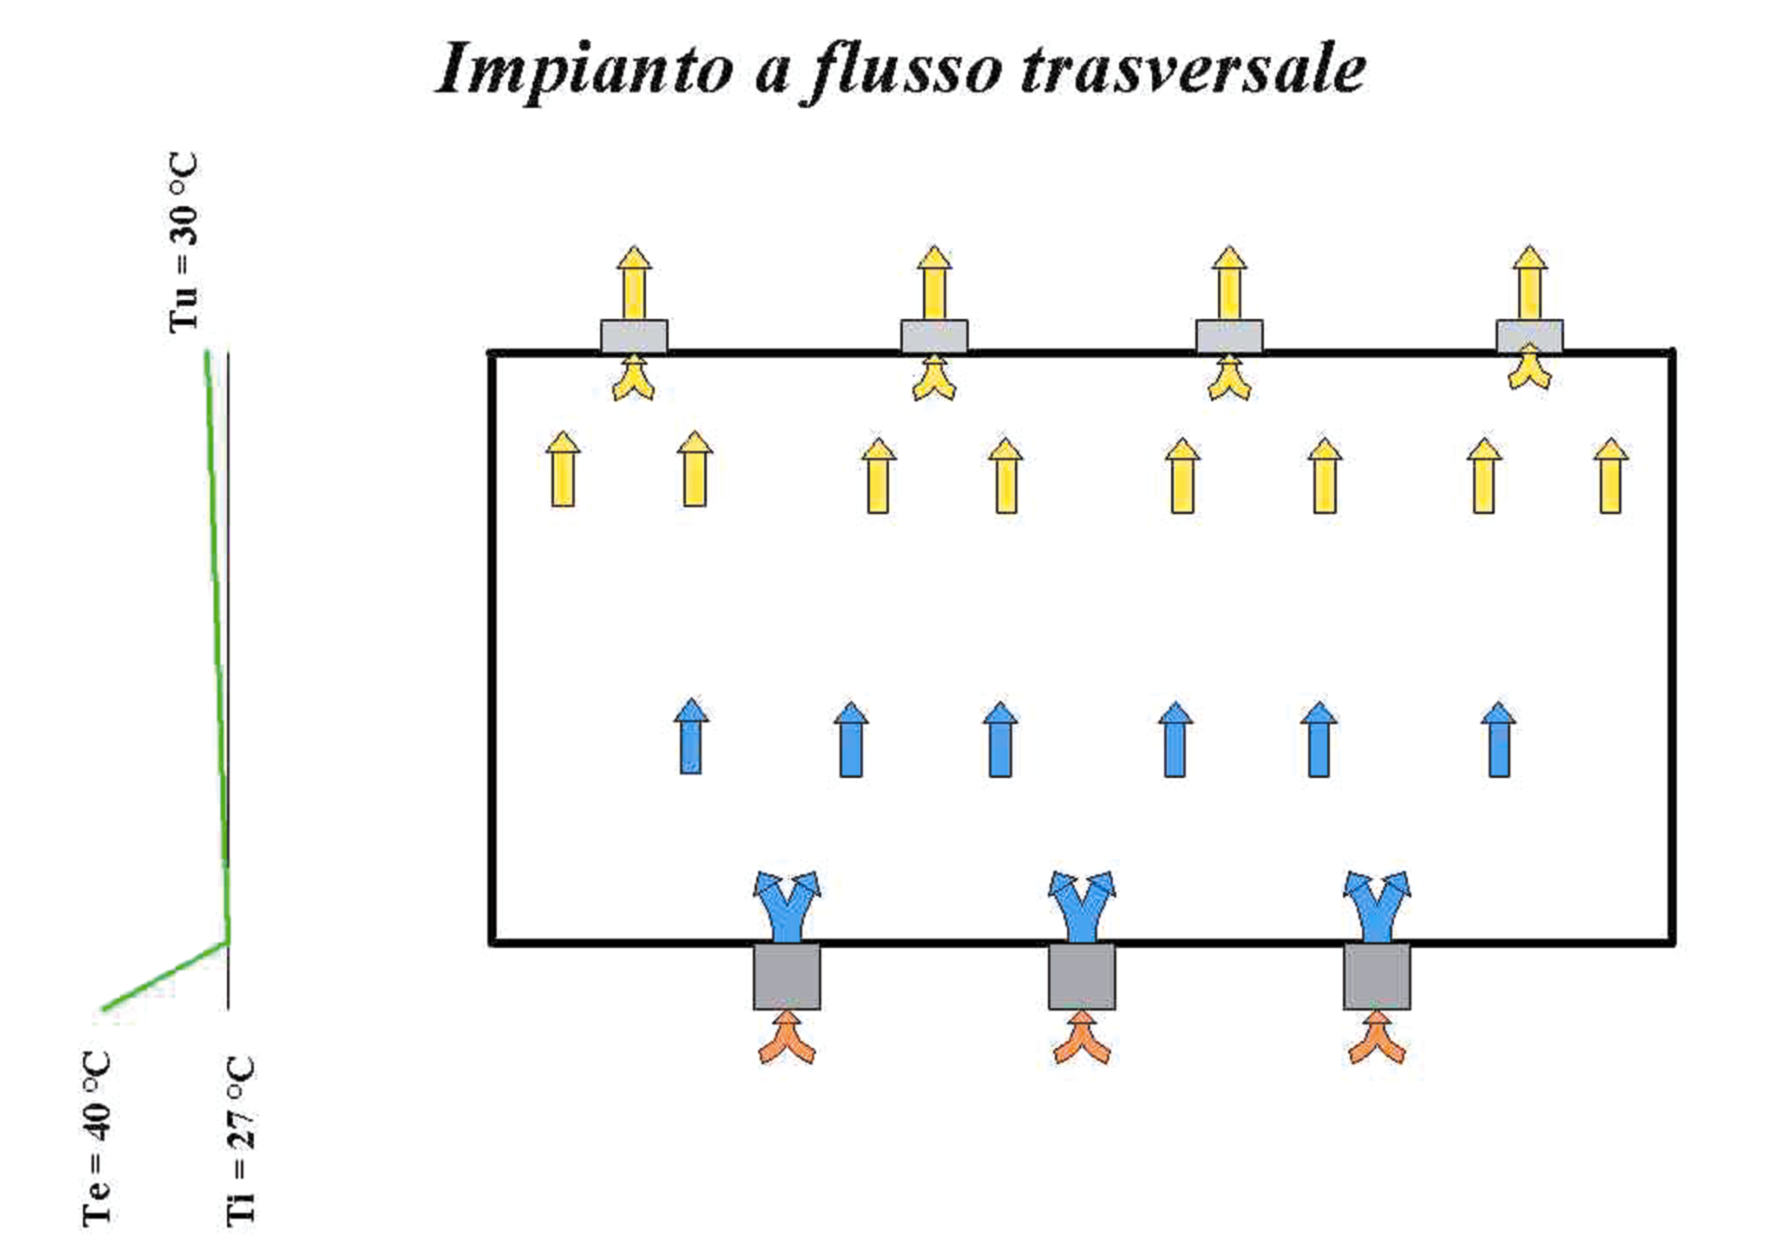 Impianto a flusso trasversale
Tu = 30 °C
Te = 40 °C
Ti = 27 °C